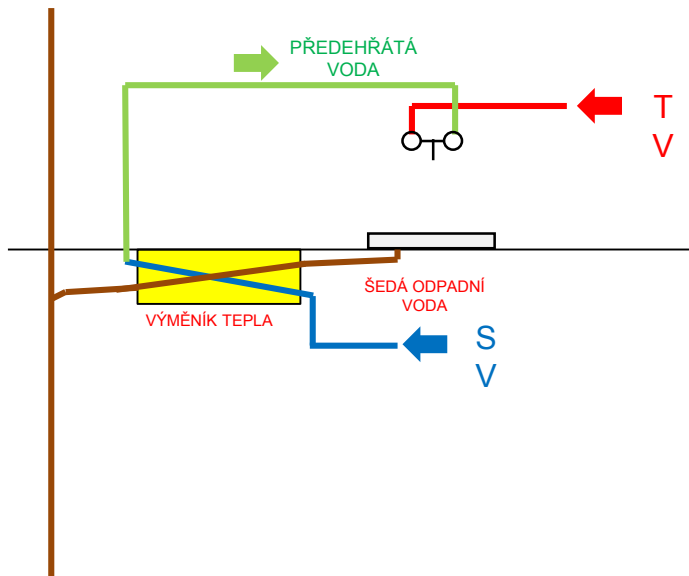 PŘEDEHŘÁTÁ
VODA
T
V
ŠEDÁ ODPADNÍ
VODA
VÝMĚNÍK TEPLA
S
V